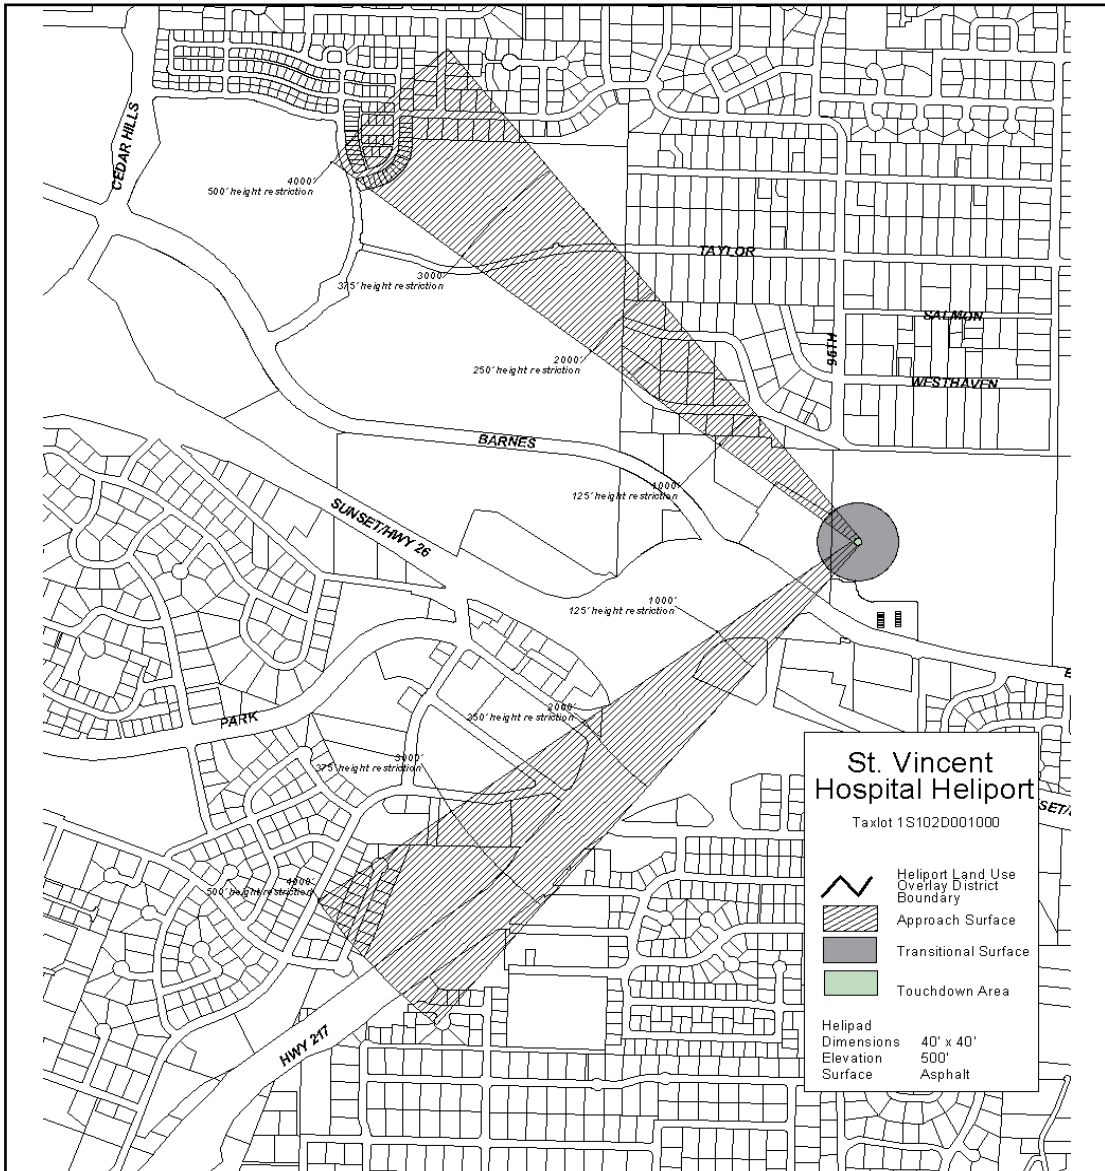 CEDAR HILLS
4000'
500' height restriction
TAYLOR
3000'
375' height restriction
SALMON
95TH
2000'
250' height restriction
WESTHAVEN
BARNES
1000'
125' height restriction
SUNSET/HWY 26
1000'
125' height restriction
PARK
2000'
250' height restriction
3000'
375' height restriction
4000'
500' height restriction
HWY 217
St. Vincent
Hospital Heliport
Taxlot 1S102D001000
Heliport Land Use
Overlay District
Boundary
Approach Surface
Transitional Surface
Touchdown Area
Helipad
Dimensions 40' x 40'
Elevation 500'
Surface Asphalt